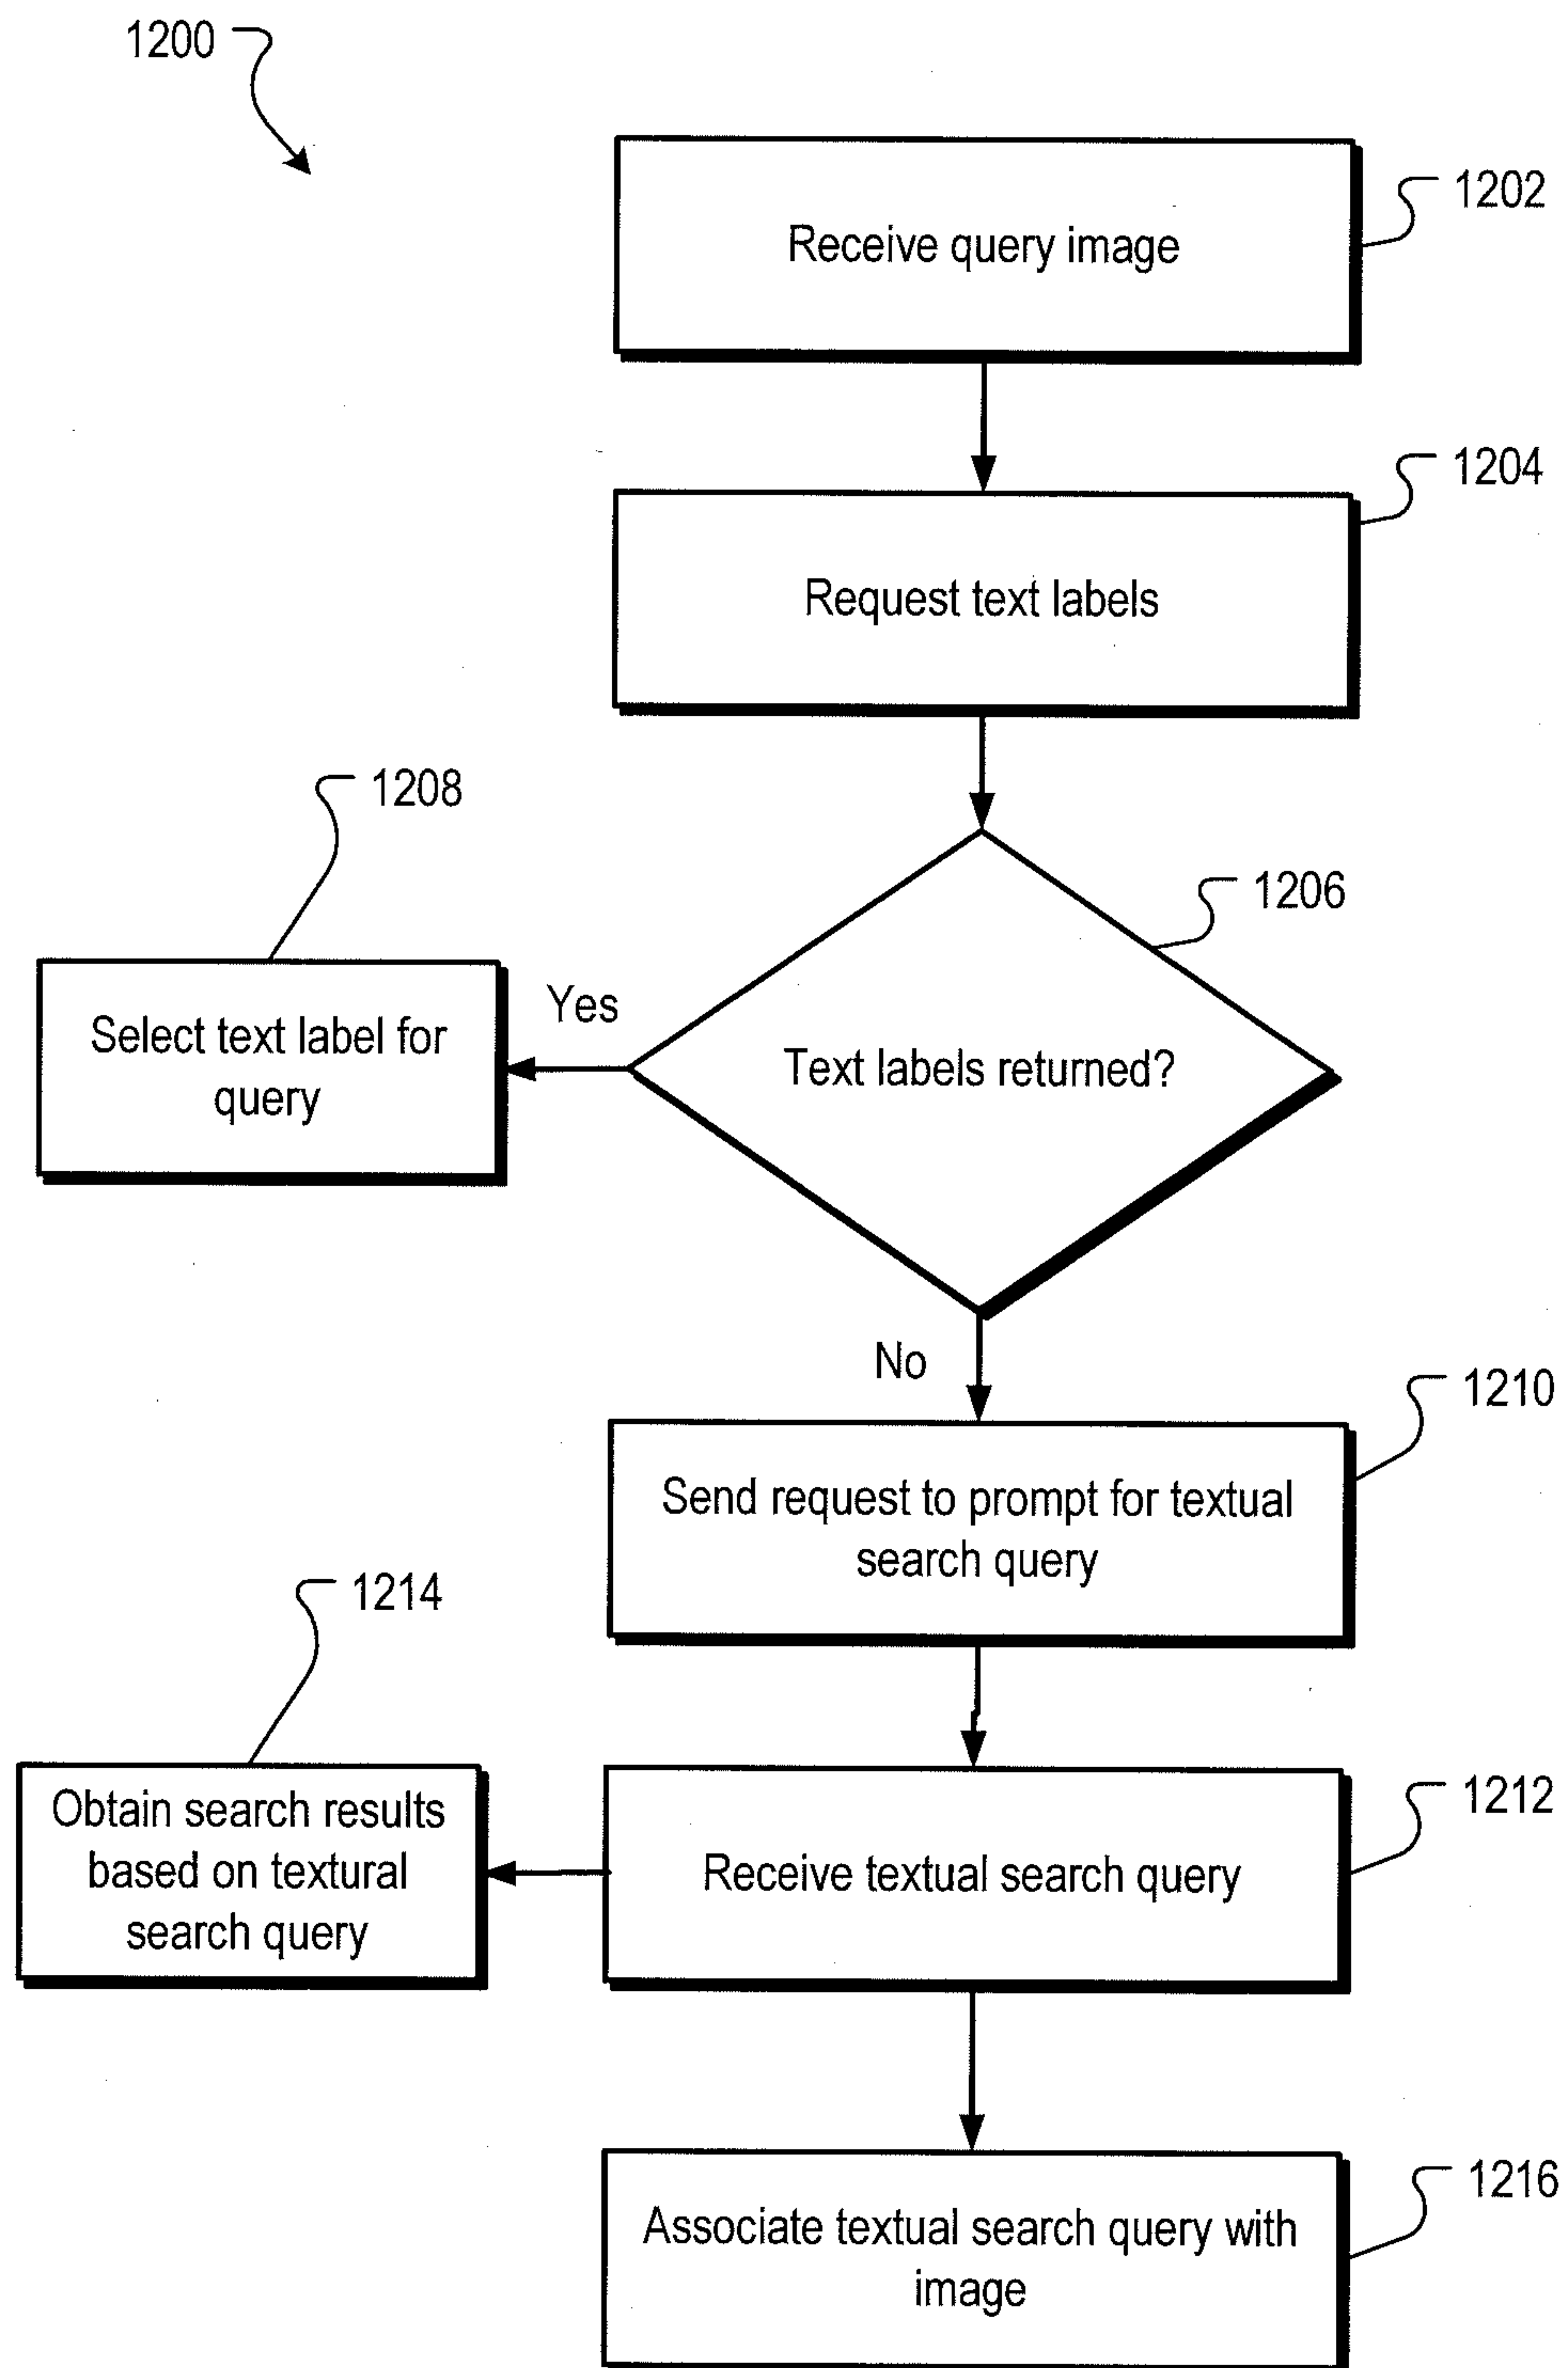 1200
Receive query image
1202
Request text labels
1204
1208
1206
Select text label for
query
Yes
Text labels returned?
No
1210
Send request to prompt for textual
search query
1214
1212
Obtain search results
based on textural
search query
Receive textual search query
1216
Associate textual search query with
image